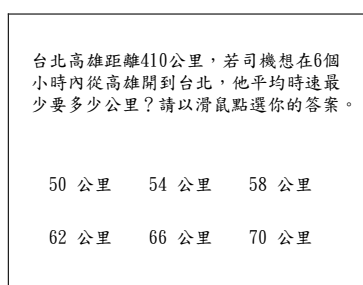 台北高雄距離410公里，若司機想在6個
小時內從高雄開到台北，他平均時速最
少要多少公里？請以滑鼠點選你的答案。
50 公里 54 公里 58 公里
62 公里 66 公里 70 公里